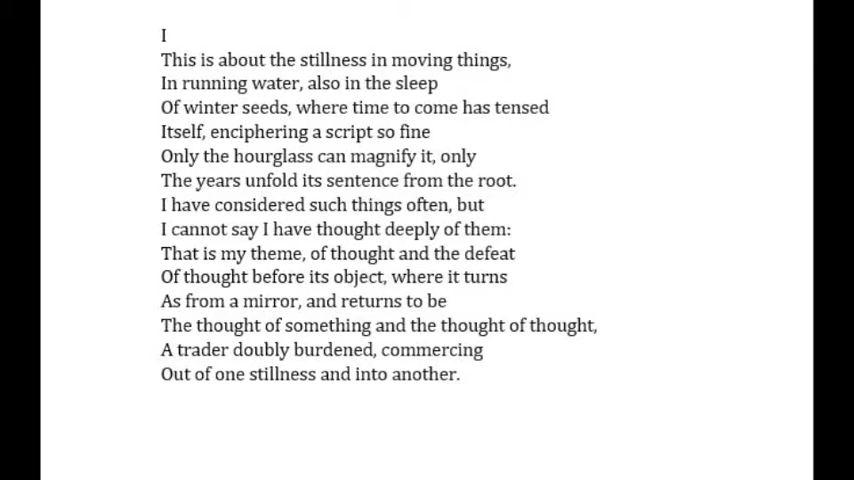 I
This is about the stillness in moving things,
In running water, also in the sleep
Of winter seeds, where time to come has tensed
Itself, enciphering a script so fine
Only the hourglass can magnify it, only
The years unfold its sentence from the root.
I have considered such things often, but
I cannot say I have thought deeply of them:
That is my theme, of thought and the defeat
Of thought before its object, where it turns
As from a mirror, and returns to be
The thought of something and the thought of thought,
A trader doubly burdened, commercing
Out of one stillness and into another.